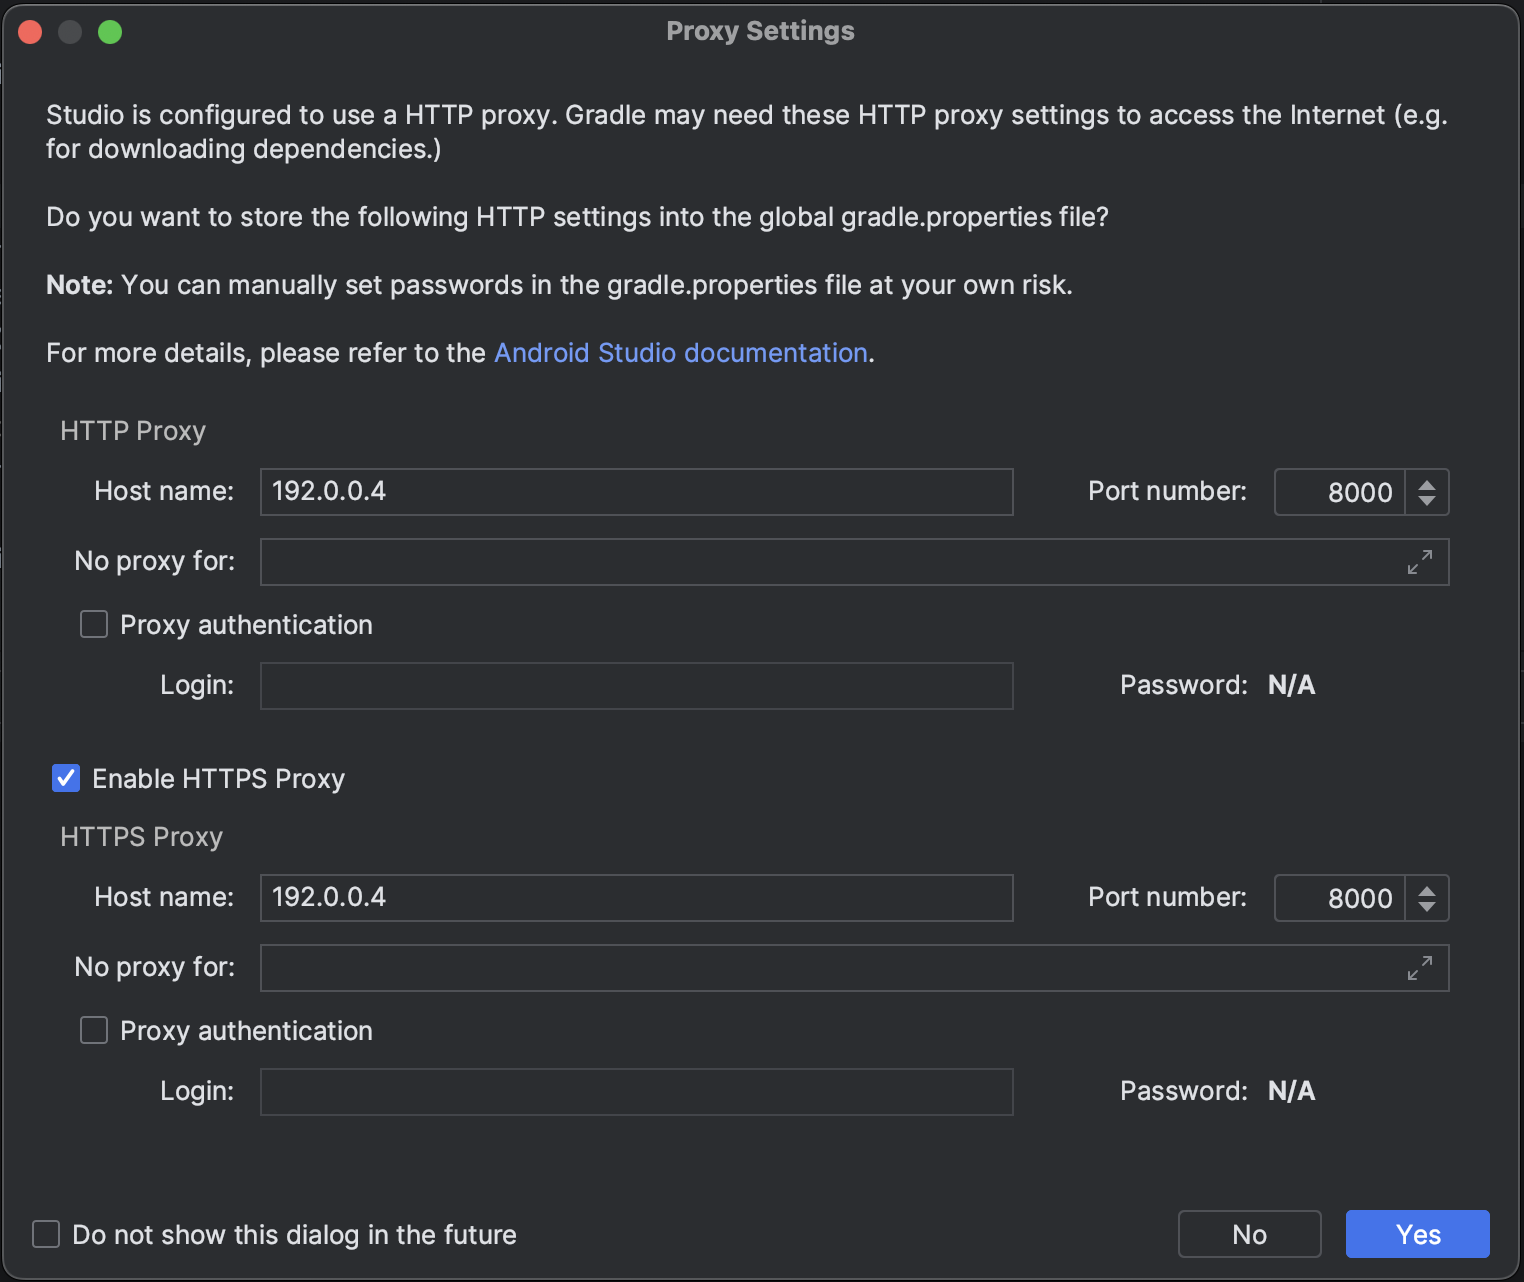 Proxy Settings
Studio is configured to use a HTTP proxy. Gradle may need these HTTP proxy settings to access the Internet (e.g.
for downloading dependencies.)
Do you want to store the following HTTP settings into the global gradle.properties file?
Note: You can manually set passwords in the gradle.properties file at your own risk.
For more details, please refer to the Android Studio documentation.
HTTP Proxy
Host name: 192.0.0.4 Port number: 8000
No proxy for:
Proxy authentication
Login: Password: N/A
Enable HTTPS Proxy
HTTPS Proxy
Host name: 192.0.0.4 Port number: 8000
No proxy for:
Proxy authentication
Login: Password: N/A
Do not show this dialog in the future No Yes